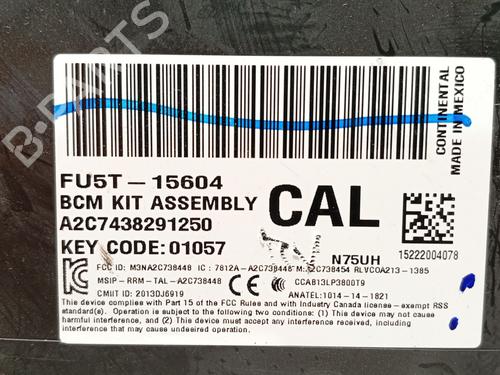 B-PARTS
CONTINENTAL
MADE IN MEXICO
FU5T-15604
BCM KIT ASSEMBLY
CAL
A2C7438291250
KEY CODE: 01057
N75UH
15222004078
FCC ID: M3NA2C738448 IC: 7812A-A2C738448 M: A2C738454 RLVCOA213-1385
MSIP-RRM-TAL-A2C738448
CCAB13LP3800T9
CMIIT ID: 2013DJ6919
ANATEL:1014-14-1821
This device complies with Part 15 of the FCC Rules and with Industry Canada license - exempt RSS
standard(s). Operation is subject to the following two conditions: (1) This device may not cause harmful
interference, and (2) This device must accept any interference received, including interference that may
cause undesired operation.